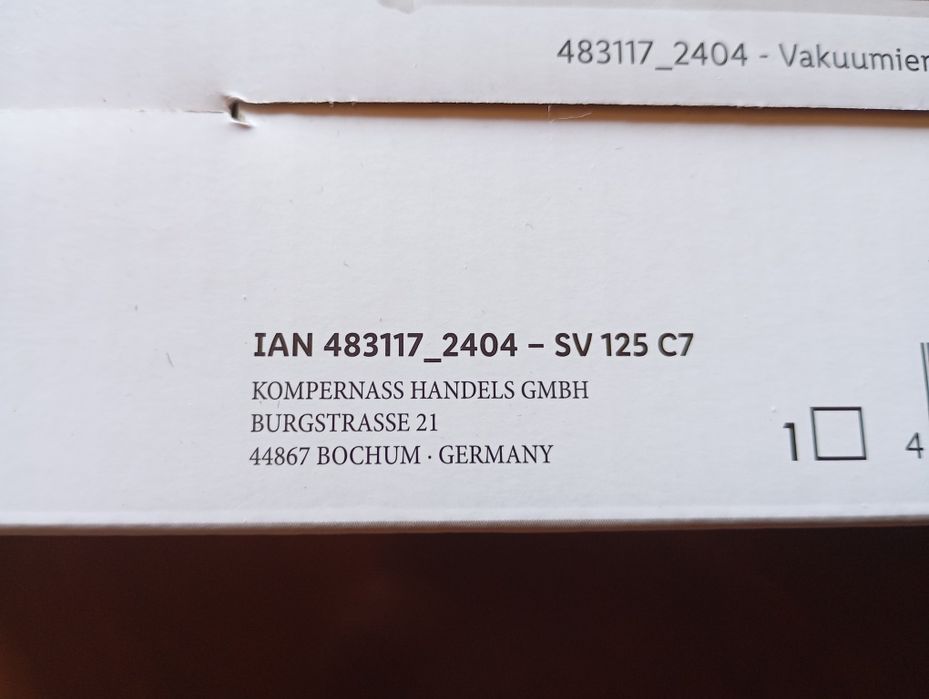 483117_2404 - Vakuumier
IAN 483117_2404 – SV 125 C7
KOMPERNASS HANDELS GMBH
BURGSTRASSE 21
44867 BOCHUM · GERMANY
1
4